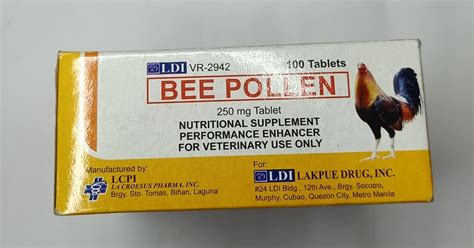 LDI VR-2942 100 Tablets
BEE POLLEN
250 mg Tablet
NUTRITIONAL SUPPLEMENT
PERFORMANCE ENHANCER
FOR VETERINARY USE ONLY
Manufactured by:
LCPI
LA CROESUS PHARMA, INC.
Brgy. Sto. Tomas, Biñan, Laguna
For:
LDI LAKPUE DRUG, INC.
#24 LDI Bldg., 12th Ave., Brgy. Socorro,
Murphy, Cubao, Quezon City, Metro Manila